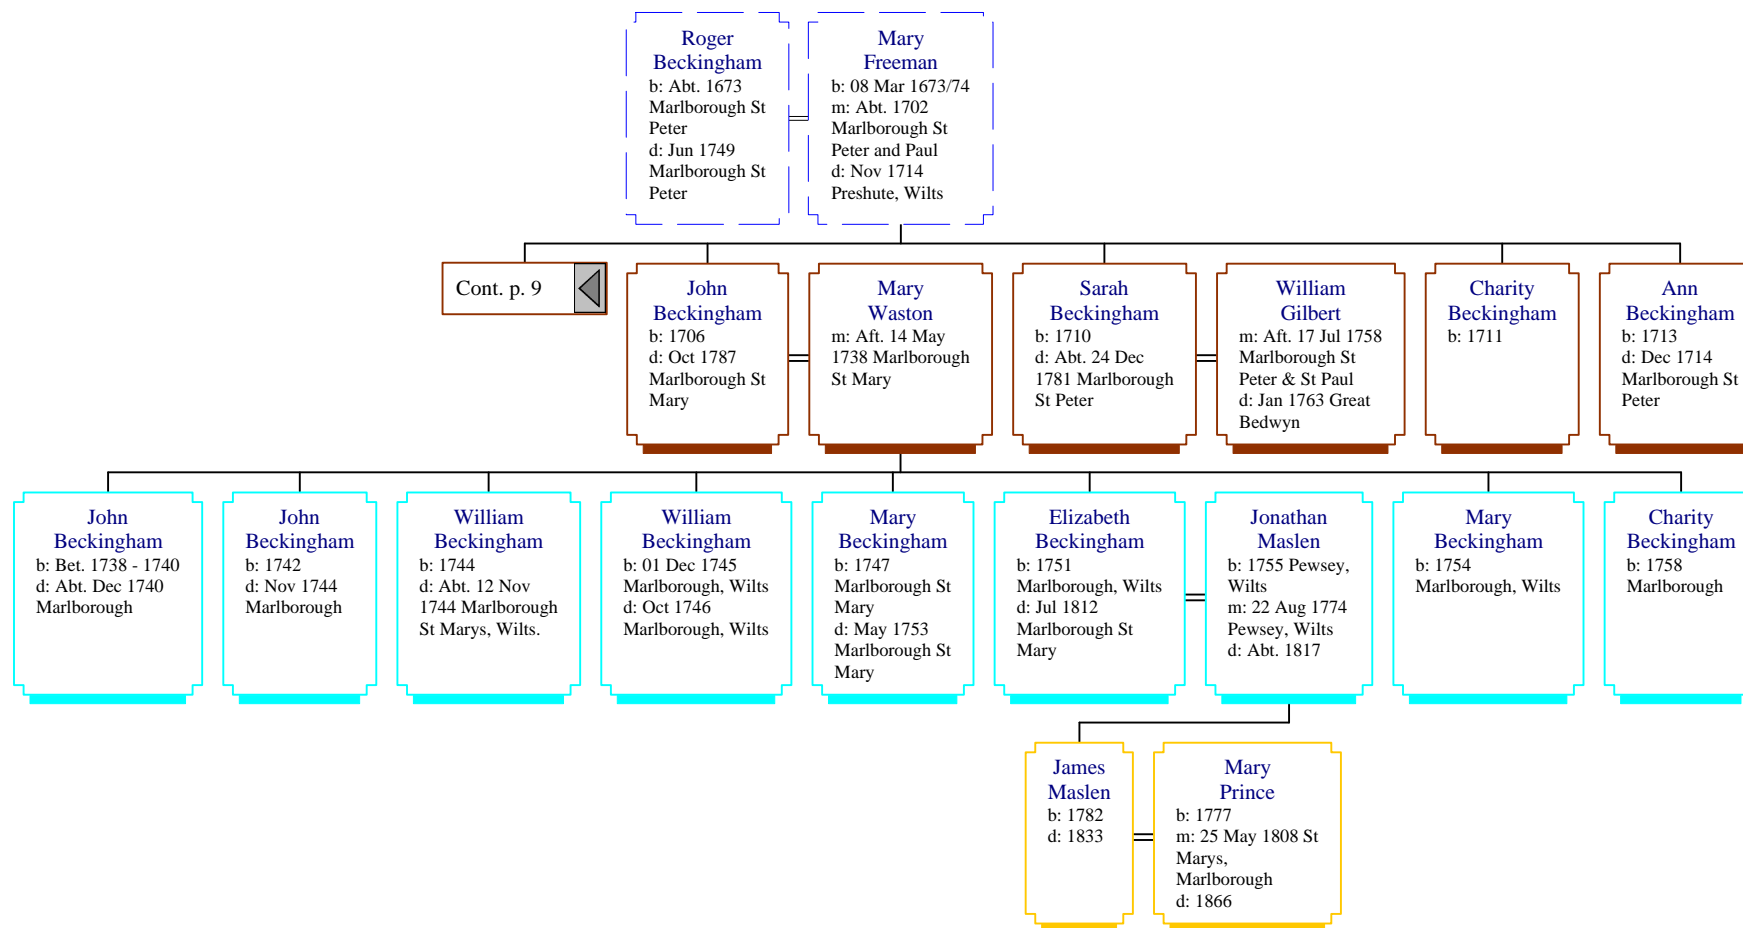 Roger
Beckingham
b: Abt. 1673
Marlborough St
Peter
d: Jun 1749
Marlborough St
Peter
Mary
Freeman
b: 08 Mar 1673/74
m: Abt. 1702
Marlborough St
Peter and Paul
d: Nov 1714
Preshute, Wilts
Cont. p. 9
John
Beckingham
b: 1706
d: Oct 1787
Marlborough St
Mary
Mary
Waston
m: Aft. 14 May
1738 Marlborough
St Mary
Sarah
Beckingham
b: 1710
d: Abt. 24 Dec
1781 Marlborough
St Peter
William
Gilbert
m: Aft. 17 Jul 1758
Marlborough St
Peter & St Paul
d: Jan 1763 Great
Bedwyn
Charity
Beckingham
b: 1711
Ann
Beckingham
b: 1713
d: Dec 1714
Marlborough St
Peter
John
Beckingham
b: Bet. 1738 - 1740
d: Abt. Dec 1740
Marlborough
John
Beckingham
b: 1742
d: Nov 1744
Marlborough
William
Beckingham
b: 1744
d: Abt. 12 Nov
1744 Marlborough
St Marys, Wilts.
William
Beckingham
b: 01 Dec 1745
Marlborough, Wilts
d: Oct 1746
Marlborough, Wilts
Mary
Beckingham
b: 1747
Marlborough St
Mary
d: May 1753
Marlborough St
Mary
Elizabeth
Beckingham
b: 1751
Marlborough, Wilts
d: Jul 1812
Marlborough St
Mary
Jonathan
Maslen
b: 1755 Pewsey,
Wilts
m: 22 Aug 1774
Pewsey, Wilts
d: Abt. 1817
Mary
Beckingham
b: 1754
Marlborough, Wilts
Charity
Beckingham
b: 1758
Marlborough
James
Maslen
b: 1782
d: 1833
Mary
Prince
b: 1777
m: 25 May 1808 St
Marys,
Marlborough
d: 1866